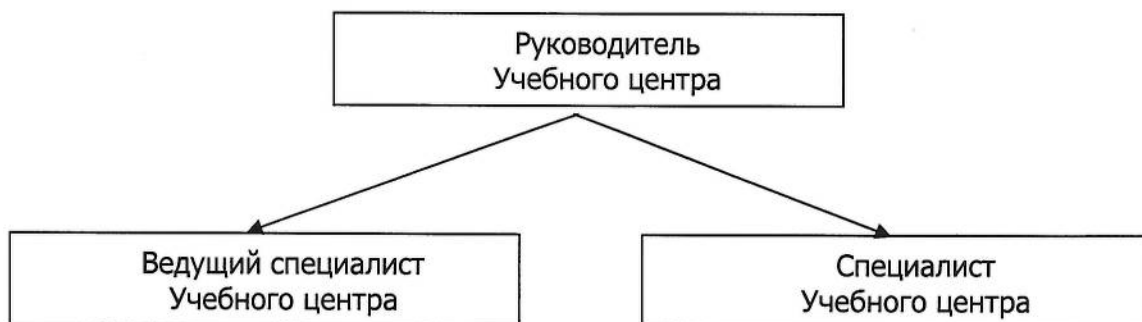 Руководитель
Учебного центра
Ведущий специалист
Учебного центра
Специалист
Учебного центра